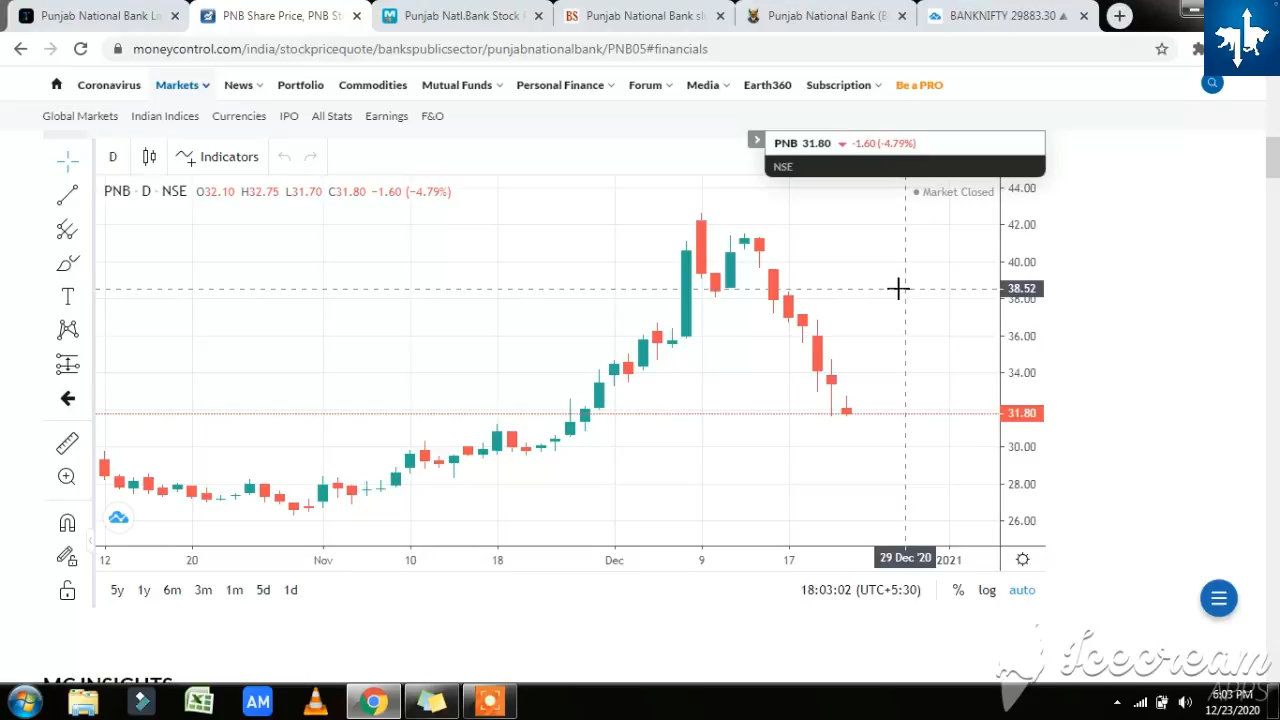 Punjab National Bank Li
PNB Share Price, PNB St
Punjab Natl.Bank Stock
Punjab National Bank sh
Punjab National Bank (B
BANKNIFTY 29883.30 ▲
moneycontrol.com/india/stockpricequote/bankspublicsector/punjabnationalbank/PNB05#financials
Coronavirus Markets News Portfolio Commodities Mutual Funds Personal Finance Forum Media Earth360 Subscription Be a PRO
Global Markets Indian Indices Currencies IPO All Stats Earnings F&O
PNB 31.80 -1.60 (-4.79%)
NSE
D Indicators
PNB · D · NSE O32.10 H32.75 L31.70 C31.80 −1.60 (−4.79%)
Market Closed
44.00
42.00
40.00
38.52
38.00
36.00
34.00
31.80
30.00
28.00
26.00
12 20 Nov 10 18 Dec 9 17 29 Dec '20 2021
5y 1y 6m 3m 1m 5d 1d
18:03:02 (UTC+5:30) % log auto
MC INSIGHTS
Icecream
APPS
AM
6:03 PM
12/23/2020